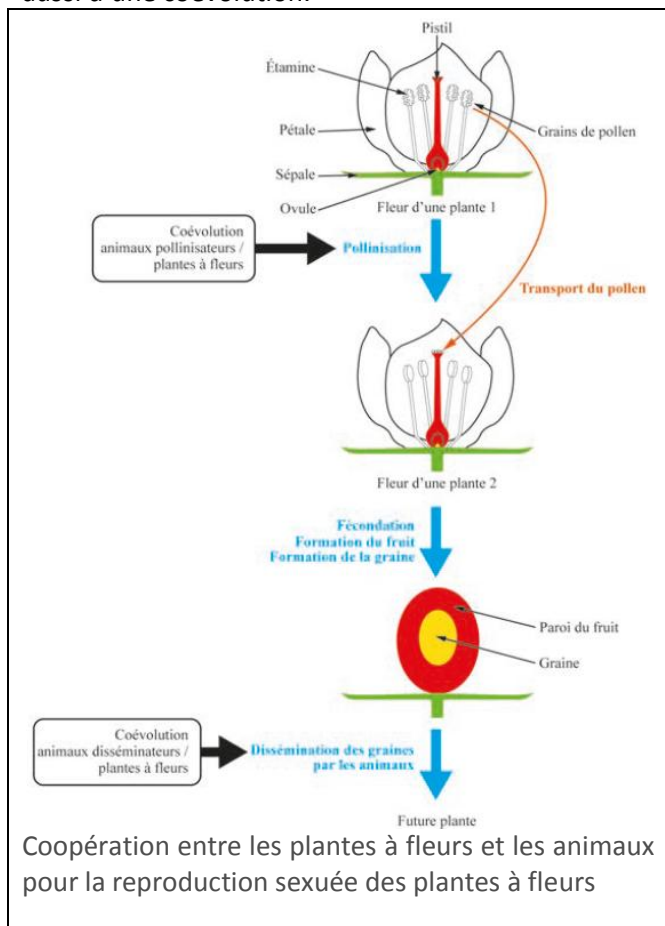 aussi d'une coévolution.
Pistil
Étamine
Pétale
Grains de pollen
Sépale
Ovule
Fleur d'une plante 1
Coévolution
animaux pollinisateurs /
plantes à fleurs
Pollinisation
Transport du pollen
Fleur d'une plante 2
Fécondation
Formation du fruit
Formation de la graine
Paroi du fruit
Graine
Coévolution
animaux disséminateurs /
plantes à fleurs
Dissémination des graines
par les animaux
Future plante
Coopération entre les plantes à fleurs et les animaux
pour la reproduction sexuée des plantes à fleurs